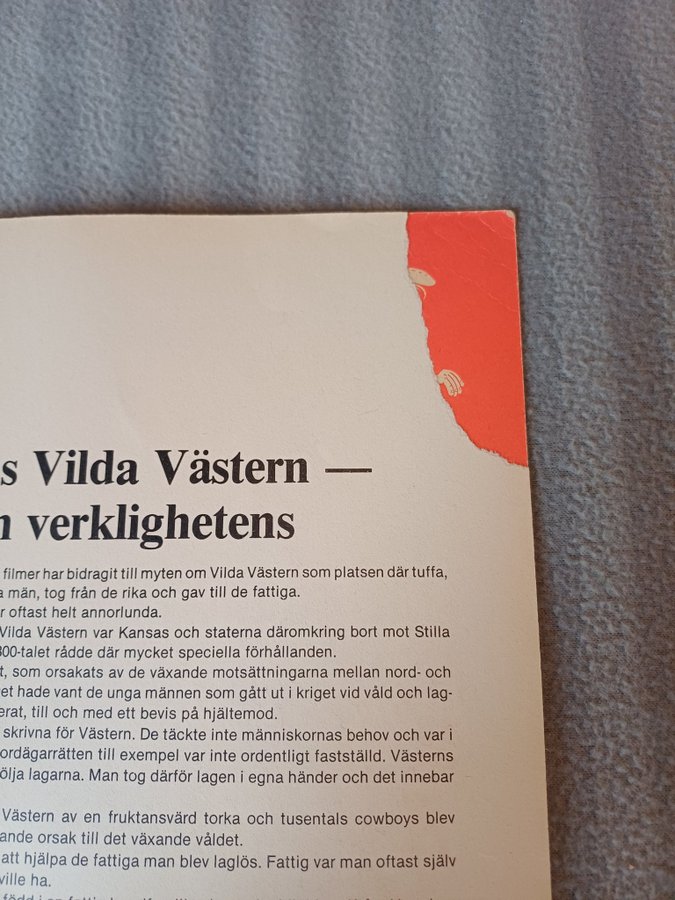 s Vilda Västern —
verklighetens
filmer har bidragit till myten om Vilda Västern som platsen där tuffa,
a män, tog från de rika och gav till de fattiga.
r oftast helt annorlunda.
Vilda Västern var Kansas och staterna däromkring bort mot Stilla
800-talet rådde där mycket speciella förhållanden.
t, som orsakats av de växande motsättningarna mellan nord- och
et hade vant de unga männen som gått ut i kriget vid våld och lag-
erat, till och med ett bevis på hjältemod.
skrivna för Västern. De täckte inte människornas behov och var i
ordägarrätten till exempel var inte ordentligt fastställd. Västerns
ölja lagarna. Man tog därför lagen i egna händer och det innebar
Västern av en fruktansvärd torka och tusentals cowboys blev
ande orsak till det växande våldet.
att hjälpa de fattiga man blev laglös. Fattig var man oftast själv
ville ha.